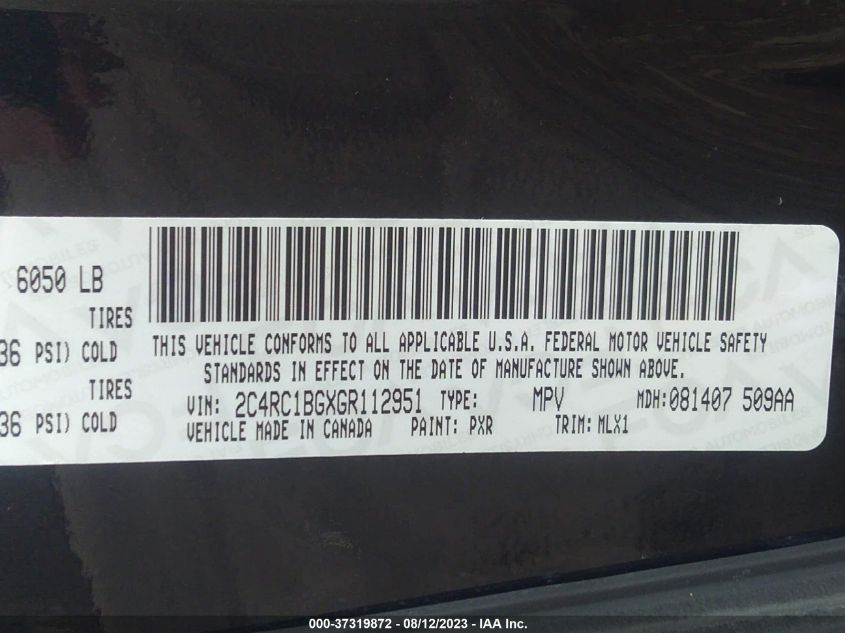 6050 LB
TIRES
36 PSI) COLD
TIRES
36 PSI) COLD
THIS VEHICLE CONFORMS TO ALL APPLICABLE U.S.A. FEDERAL MOTOR VEHICLE SAFETY
STANDARDS IN EFFECT ON THE DATE OF MANUFACTURE SHOWN ABOVE.
VIN: 2C4RC1BGXGR112951 TYPE: MPV MDH:081407 509AA
VEHICLE MADE IN CANADA PAINT: PXR TRIM: MLX1
000-37319872 - 08/12/2023 - IAA Inc.